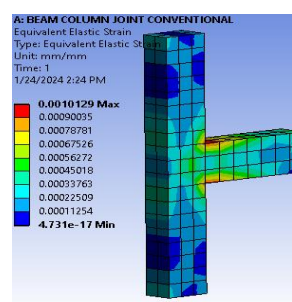 A: BEAM COLUMN JOINT CONVENTIONAL
Equivalent Elastic Strain
Type: Equivalent Elastic Strain
Unit: mm/mm
Time: 1
1/24/2024 2:24 PM
0.0010129 Max
0.00090035
0.00078781
0.00067526
0.00056272
0.00045018
0.00033763
0.00022509
0.00011254
4.731e-17 Min